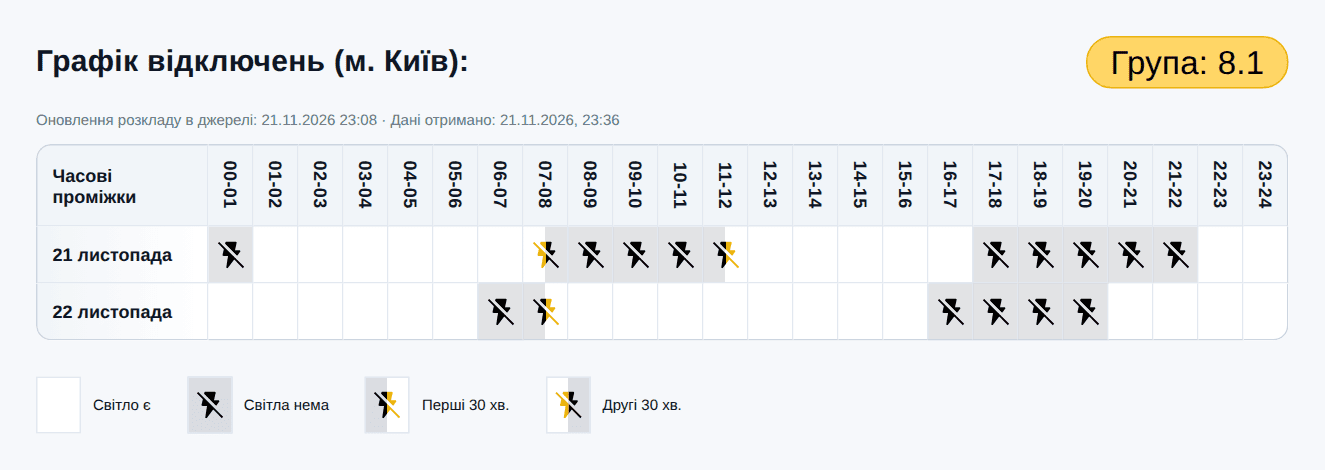 Графік відключень (м. Київ):
Група: 8.1
Оновлення розкладу в джерелі: 21.11.2026 23:08 · Дані отримано: 21.11.2026, 23:36
Часові
проміжки
00-01
01-02
02-03
03-04
04-05
05-06
06-07
07-08
08-09
09-10
10-11
11-12
12-13
13-14
14-15
15-16
16-17
17-18
18-19
19-20
20-21
21-22
22-23
23-24
21 листопада
22 листопада
Світло є
Світла нема
Перші 30 хв.
Другі 30 хв.